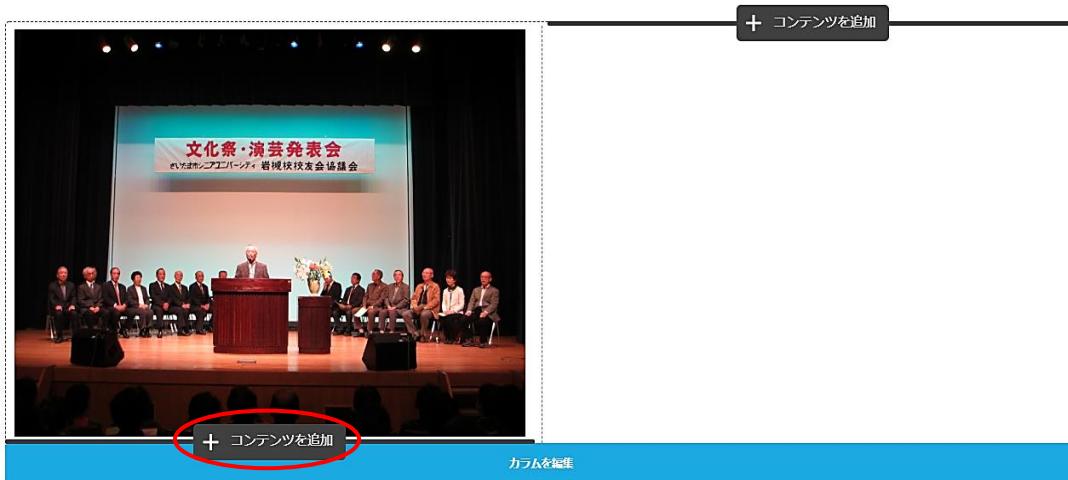 + コンテンツを追加
文化祭・演芸発表会
さいたま市シニアユニバーシティ 岩槻校校友会協議会
+ コンテンツを追加
カラムを編集